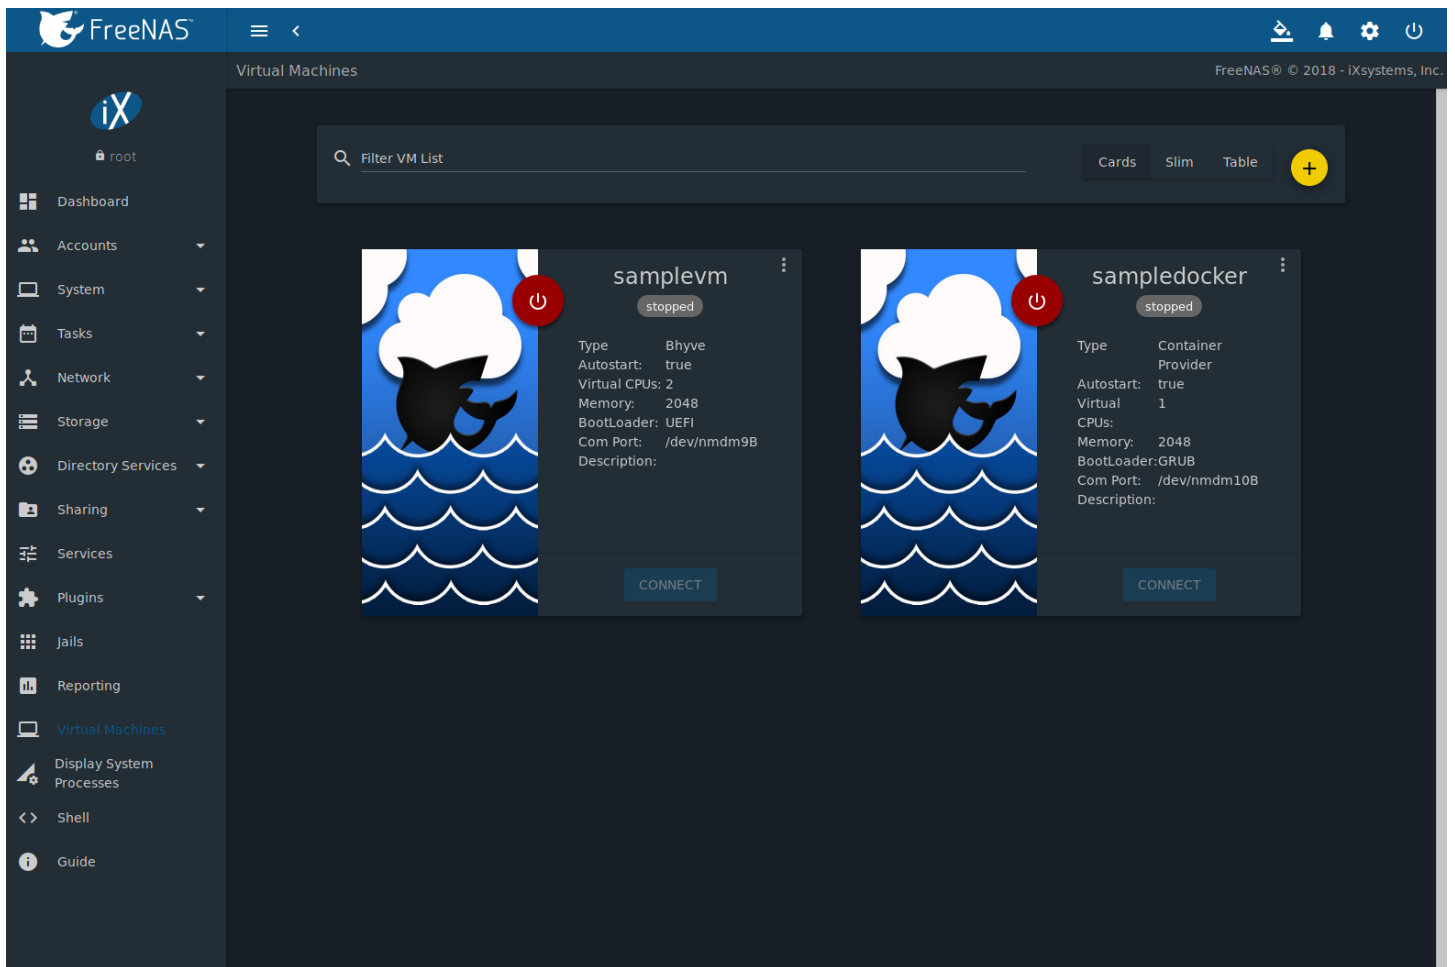 FreeNAS™
Virtual Machines
FreeNAS® © 2018 - iXsystems, Inc.
iX
root
Dashboard
Accounts
System
Tasks
Network
Storage
Directory Services
Sharing
Services
Plugins
Jails
Reporting
Virtual Machines
Display System
Processes
Shell
Guide
Filter VM List
Cards Slim Table
samplevm
stopped
Type Bhyve
Autostart: true
Virtual CPUs: 2
Memory: 2048
BootLoader: UEFI
Com Port: /dev/nmdm9B
Description:
CONNECT
sampledocker
stopped
Type Container
Provider
Autostart: true
Virtual 1
CPUs:
Memory: 2048
BootLoader:GRUB
Com Port: /dev/nmdm10B
Description:
CONNECT